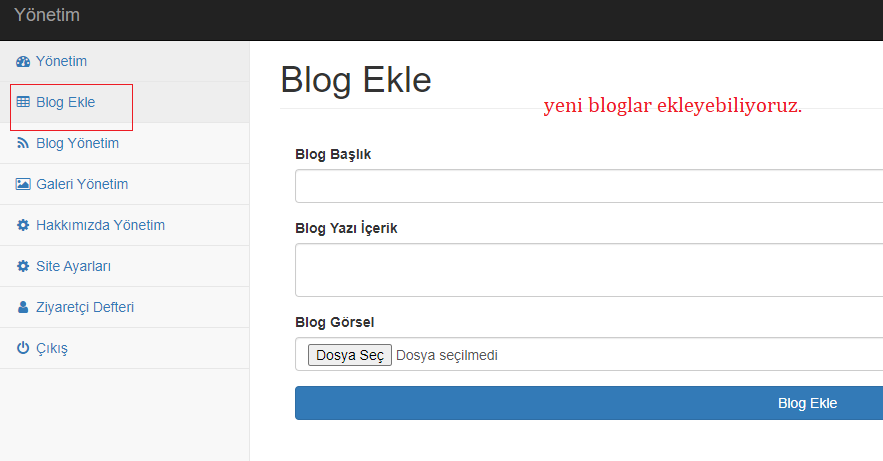 Yönetim
Yönetim
Blog Ekle
Blog Yönetim
Galeri Yönetim
Hakkımızda Yönetim
Site Ayarları
Ziyaretçi Defteri
Çıkış
Blog Ekle
yeni bloglar ekleyebiliyoruz.
Blog Başlık
Blog Yazı İçerik
Blog Görsel
Dosya Seç Dosya seçilmedi
Blog Ekle